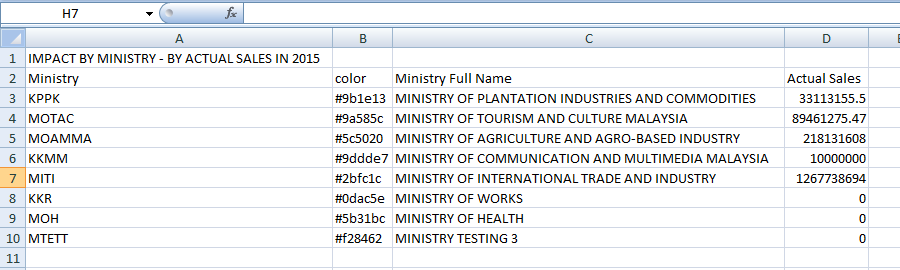 H7 fx
A B C D E
1 IMPACT BY MINISTRY - BY ACTUAL SALES IN 2015
2 Ministry color Ministry Full Name Actual Sales
3 KPPK #9b1e13 MINISTRY OF PLANTATION INDUSTRIES AND COMMODITIES 33113155.5
4 MOTAC #9a585c MINISTRY OF TOURISM AND CULTURE MALAYSIA 89461275.47
5 MOAMMA #5c5020 MINISTRY OF AGRICULTURE AND AGRO-BASED INDUSTRY 218131608
6 KKMM #9ddde7 MINISTRY OF COMMUNICATION AND MULTIMEDIA MALAYSIA 10000000
7 MITI #2bfc1c MINISTRY OF INTERNATIONAL TRADE AND INDUSTRY 1267738694
8 KKR #0dac5e MINISTRY OF WORKS 0
9 MOH #5b31bc MINISTRY OF HEALTH 0
10 MTETT #f28462 MINISTRY TESTING 3 0
11